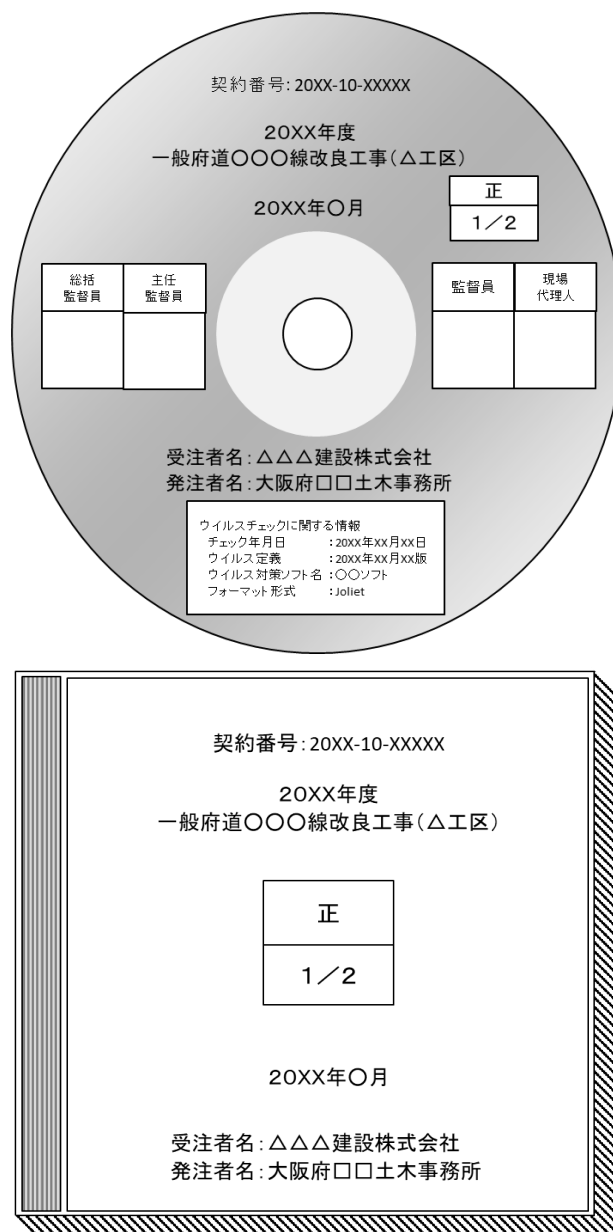 契約番号:20XX-10-XXXXX
20XX年度
一般府道〇〇〇線改良工事(△工区)
20XX年〇月
正
1/2
総括
監督員
主任
監督員
監督員
現場
代理人
受注者名:△△△建設株式会社
発注者名:大阪府□□土木事務所
ウイルスチェックに関する情報
チェック年月日 :20XX年XX月XX日
ウイルス定義 :20XX年XX月XX版
ウイルス対策ソフト名 :〇〇ソフト
フォーマット形式 :Joliet
契約番号:20XX-10-XXXXX
20XX年度
一般府道〇〇〇線改良工事(△工区)
正
1/2
20XX年〇月
受注者名:△△△建設株式会社
発注者名:大阪府□□土木事務所